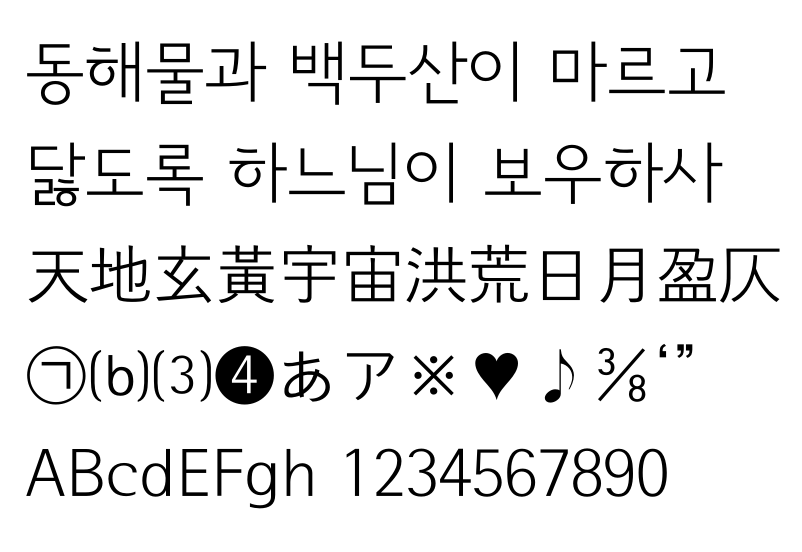 동해물과 백두산이 마르고
닳도록 하느님이 보우하사
天地玄黃宇宙洪荒日月盈仄
㉠⒝⑶❹あア※♥♪⅜‘”
ABcdEFgh 1234567890